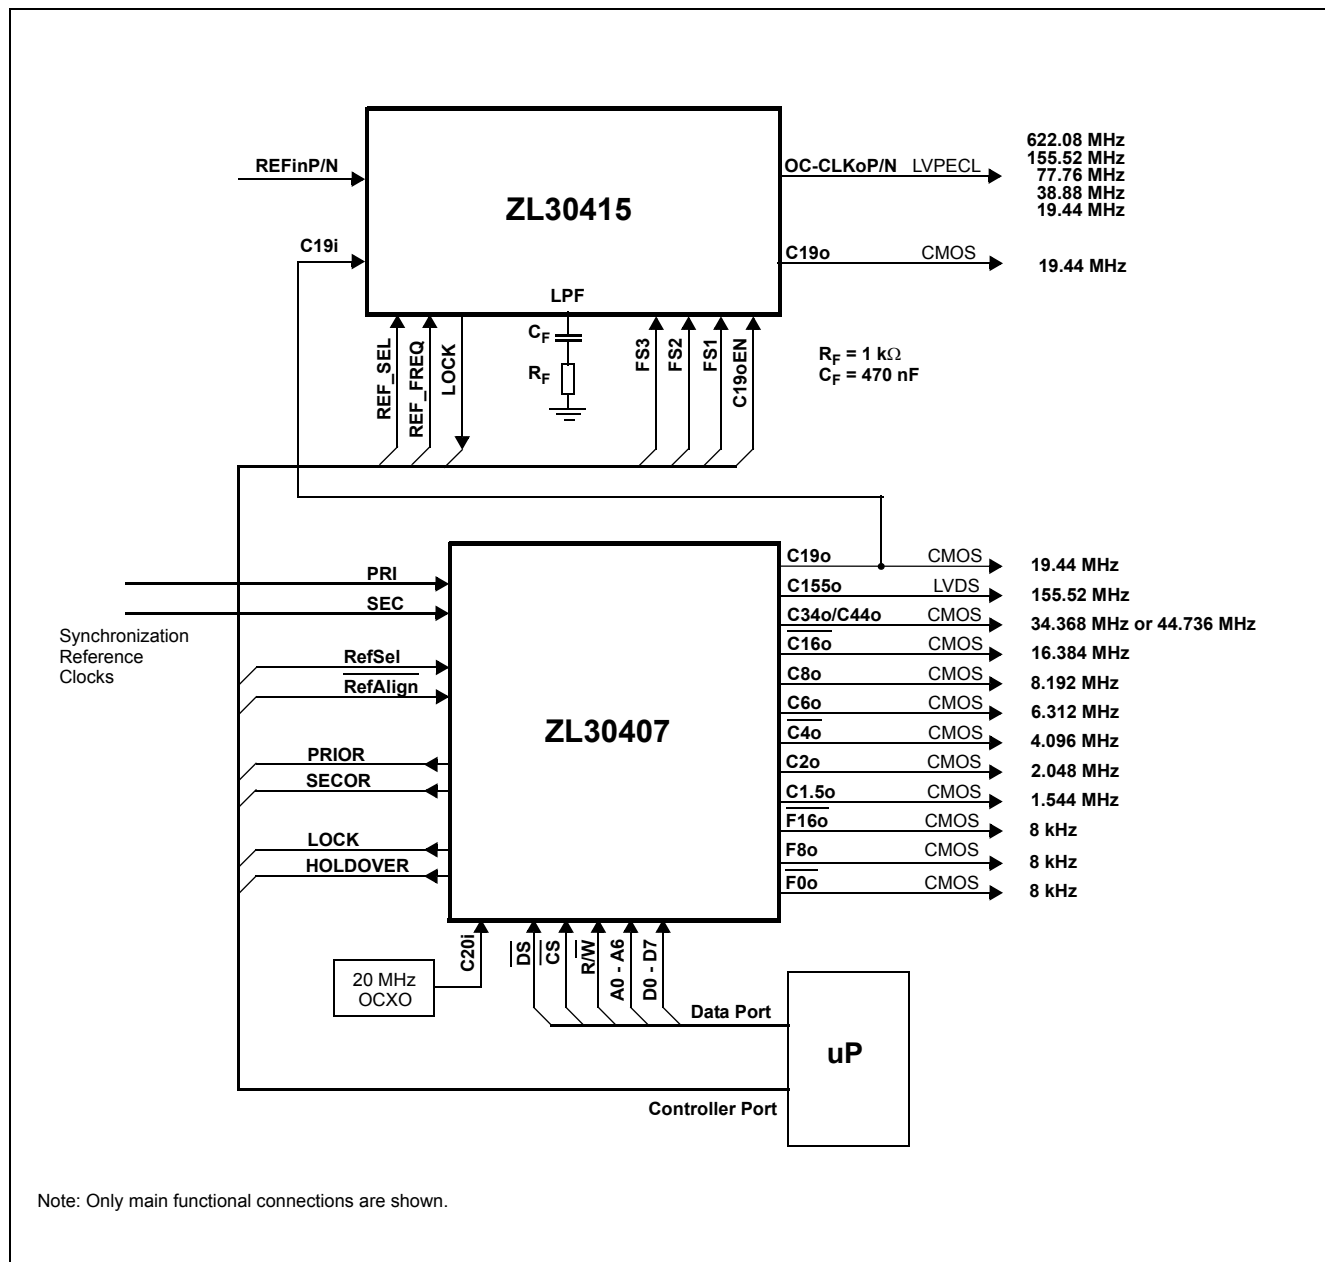 REFinP/N
C19i
ZL30415
OC-CLKoP/N LVPECL
622.08 MHz
155.52 MHz
77.76 MHz
38.88 MHz
19.44 MHz
C19o CMOS
19.44 MHz
LPF
CF
RF
REF_SEL
REF_FREQ
LOCK
FS3
FS2
FS1
C19oEN
RF = 1 kΩ
CF = 470 nF
PRI
SEC
Synchronization
Reference
Clocks
RefSel
RefAlign
PRIOR
SECOR
LOCK
HOLDOVER
ZL30407
C19o CMOS 19.44 MHz
C155o LVDS 155.52 MHz
C34o/C44o CMOS 34.368 MHz or 44.736 MHz
C16o CMOS 16.384 MHz
C8o CMOS 8.192 MHz
C6o CMOS 6.312 MHz
C4o CMOS 4.096 MHz
C2o CMOS 2.048 MHz
C1.5o CMOS 1.544 MHz
F16o CMOS 8 kHz
F8o CMOS 8 kHz
F0o CMOS 8 kHz
C20i
DS
CS
R/W
A0 - A6
D0 - D7
20 MHz
OCXO
Data Port
uP
Controller Port
Note: Only main functional connections are shown.